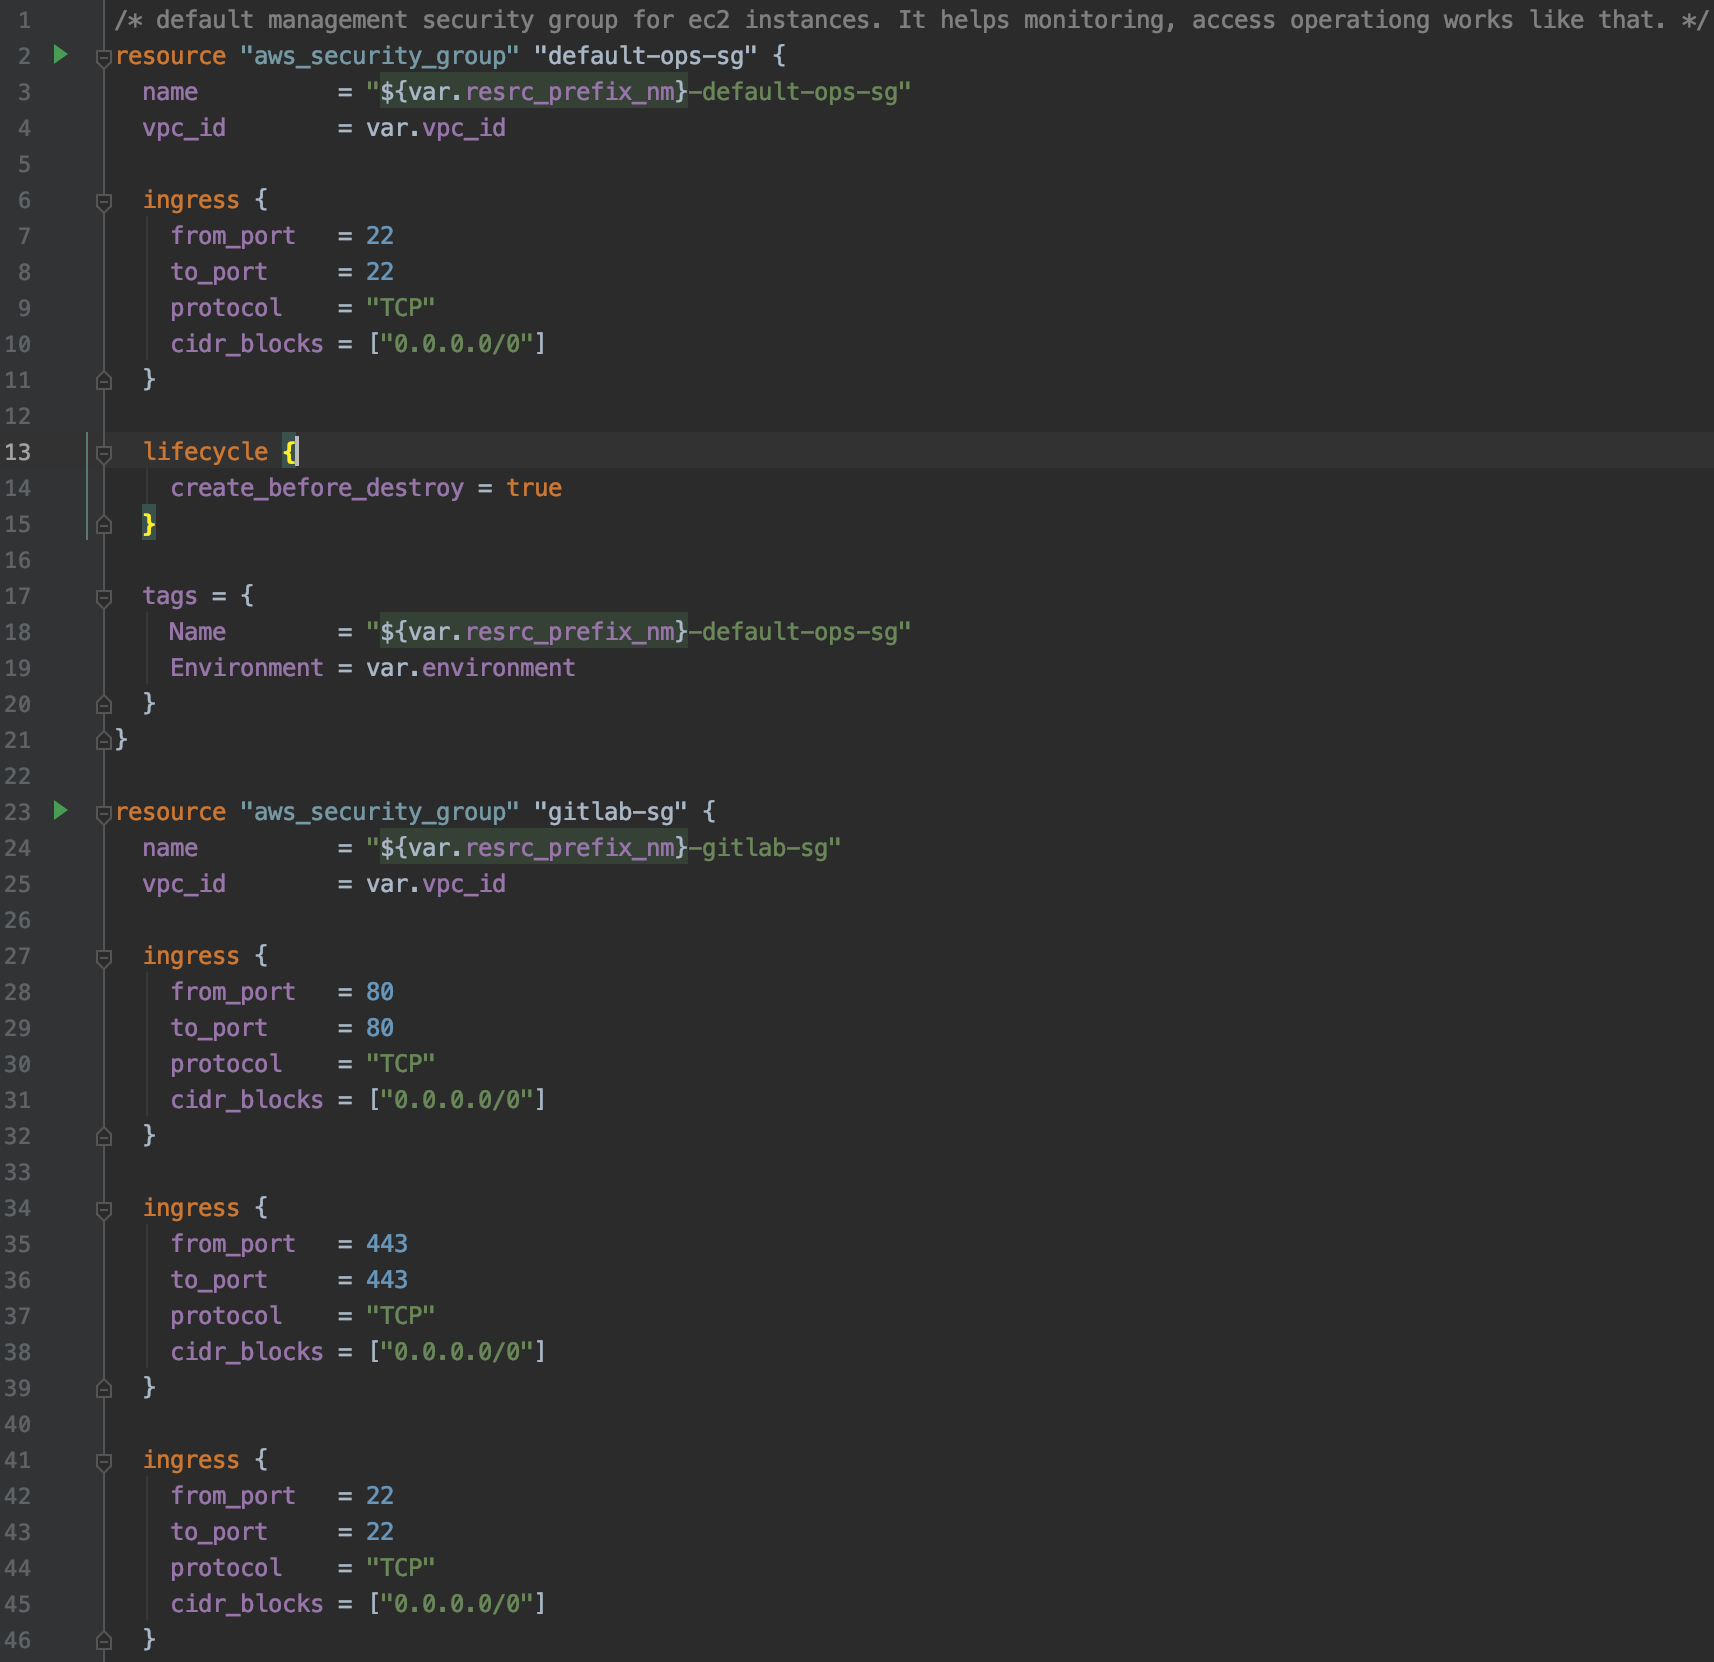 1 /* default management security group for ec2 instances. It helps monitoring, access operationg works like that. */
2 resource "aws_security_group" "default-ops-sg" {
3   name          = "${var.resrc_prefix_nm}-default-ops-sg"
4   vpc_id        = var.vpc_id
5
6   ingress {
7     from_port   = 22
8     to_port     = 22
9     protocol    = "TCP"
10     cidr_blocks = ["0.0.0.0/0"]
11   }
12
13   lifecycle {
14     create_before_destroy = true
15   }
16
17   tags = {
18     Name        = "${var.resrc_prefix_nm}-default-ops-sg"
19     Environment = var.environment
20   }
21 }
22
23 resource "aws_security_group" "gitlab-sg" {
24   name          = "${var.resrc_prefix_nm}-gitlab-sg"
25   vpc_id        = var.vpc_id
26
27   ingress {
28     from_port   = 80
29     to_port     = 80
30     protocol    = "TCP"
31     cidr_blocks = ["0.0.0.0/0"]
32   }
33
34   ingress {
35     from_port   = 443
36     to_port     = 443
37     protocol    = "TCP"
38     cidr_blocks = ["0.0.0.0/0"]
39   }
40
41   ingress {
42     from_port   = 22
43     to_port     = 22
44     protocol    = "TCP"
45     cidr_blocks = ["0.0.0.0/0"]
46   }